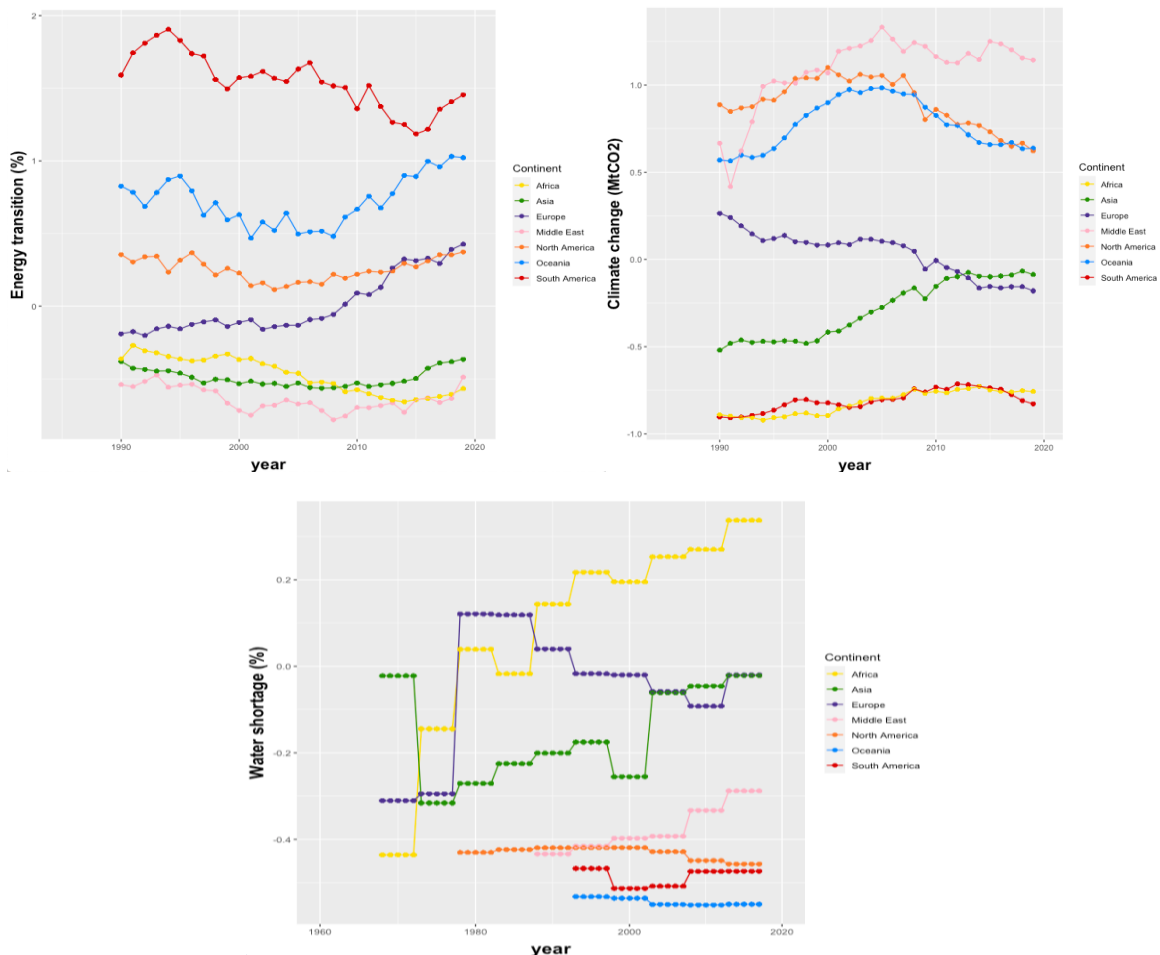 Energy transition (%)
2
1
0
1990
2000
2010
2020
year
Continent
Africa
Asia
Europe
Middle East
North America
Oceania
South America
Climate change (MtCO2)
1.0
0.5
0.0
-0.5
-1.0
1990
2000
2010
2020
year
Continent
Africa
Asia
Europe
Middle East
North America
Oceania
South America
Water shortage (%)
0.2
0.0
-0.2
-0.4
1960
1980
2000
2020
year
Continent
Africa
Asia
Europe
Middle East
North America
Oceania
South America